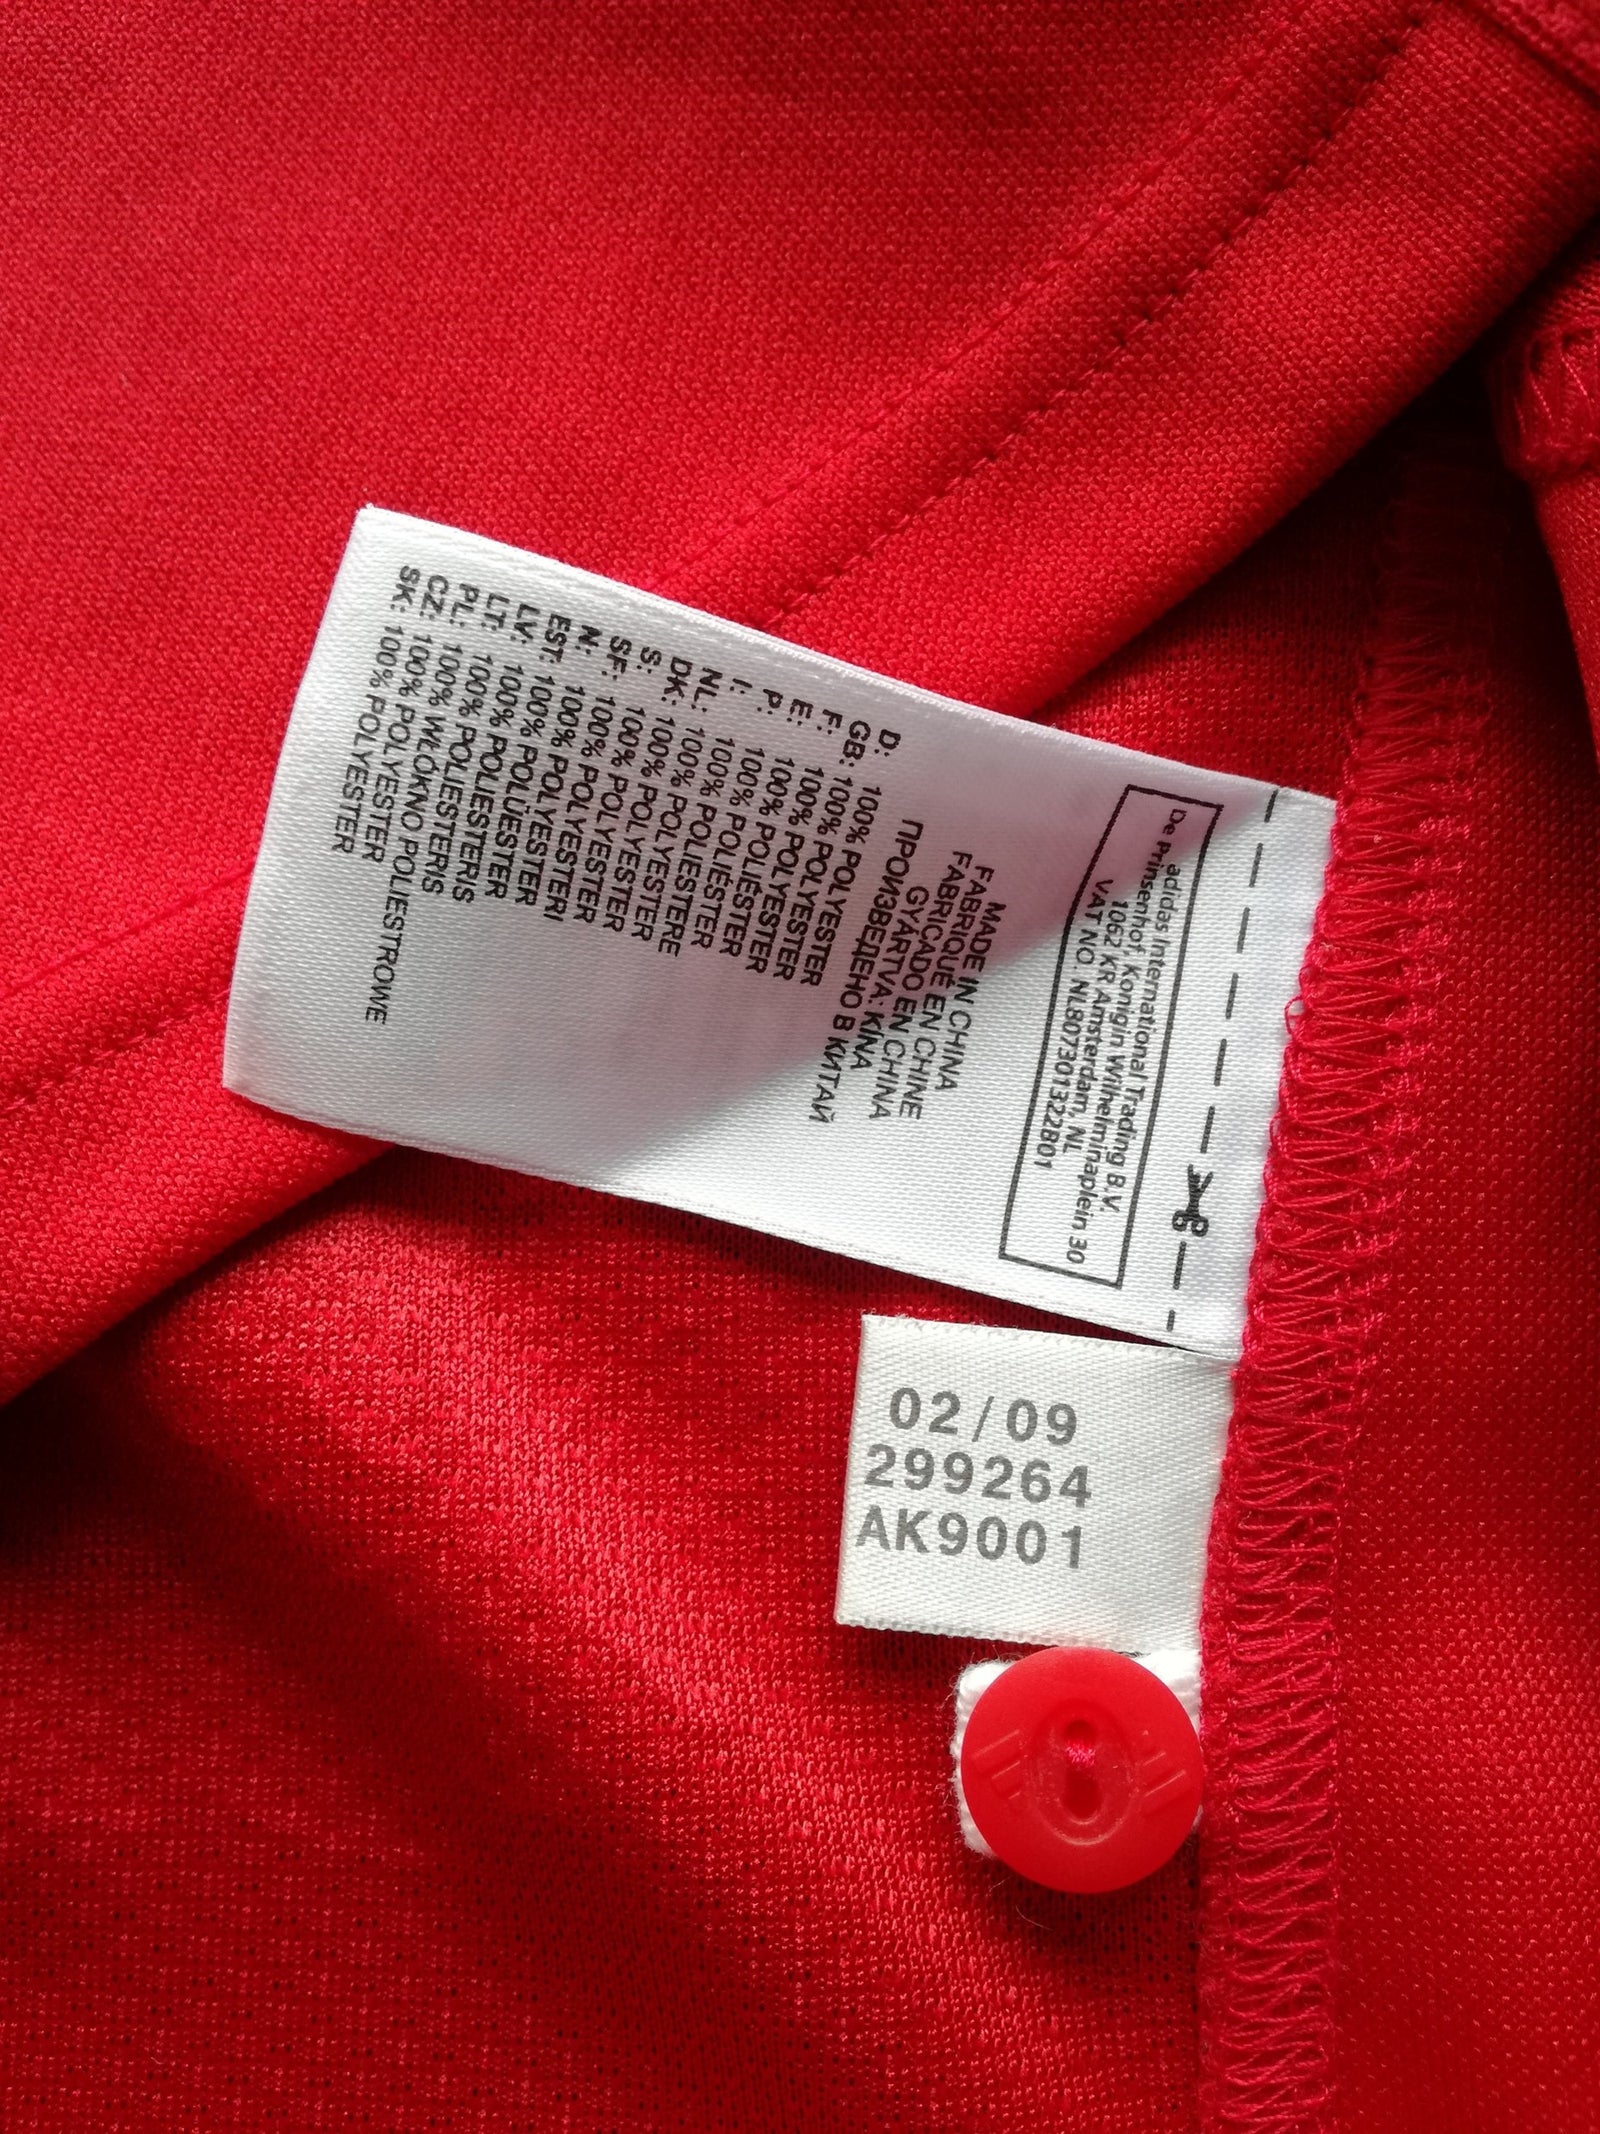 adidas International Trading B.V.
De Prinsenhof, Koningin Wilhelminaplein 30
1062 KR Amsterdam, NL
VAT NO. NL807301322B01
MADE IN CHINA
FABRIQUÉ EN CHINE
FABRICADO EN CHINA
GYÁRTVA: KÍNA
ПРОИЗВЕДЕНО В КИТАЙ
D: 100% POLYESTER
GB: 100% POLYESTER
F: 100% POLYESTER
E: 100% POLIÉSTER
P: 100% POLIÉSTER
I: 100% POLIESTERE
NL: 100% POLYESTER
DK: 100% POLYESTER
S: 100% POLYESTER
SF: 100% POLYESTERI
N: 100% POLYESTER
EST: 100% POLÜESTER
LV: 100% POLIESTERIS
LT: 100% POLIESTERIS
PL: 100% WŁÓKNO POLIESTROWE
CZ: 100% POLYESTER
SK: 100% POLYESTER
02/09
299264
AK9001